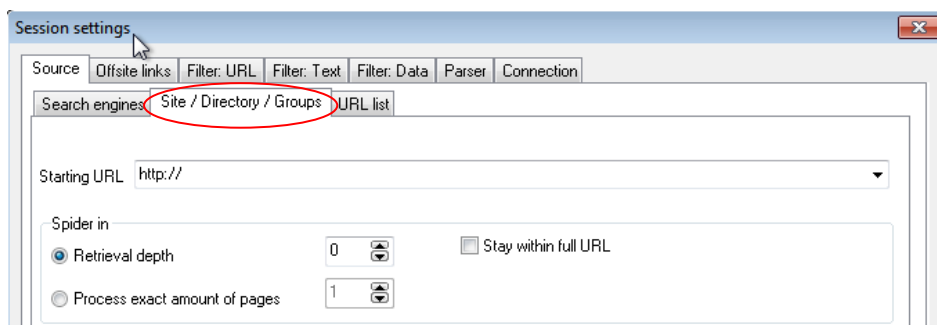 Session settings
Source Offsite links Filter: URL Filter: Text Filter: Data Parser Connection
Search engines Site / Directory / Groups URL list
Starting URL http://
Spider in
Retrieval depth 0 Stay within full URL
Process exact amount of pages 1